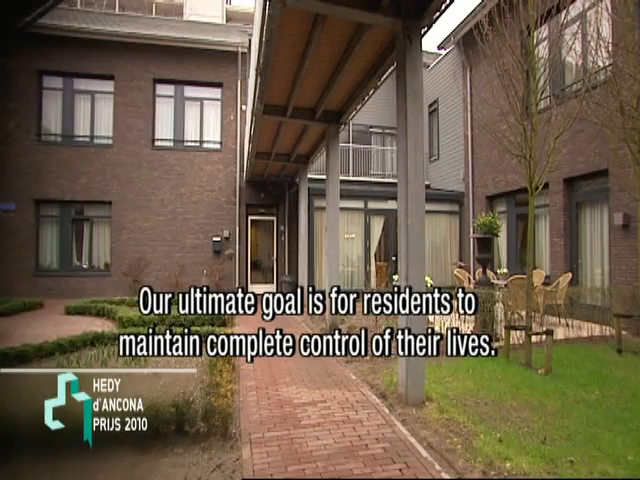 Our ultimate goal is for residents to
maintain complete control of their lives.
HEDY
d'ANCONA
PRIJS 2010